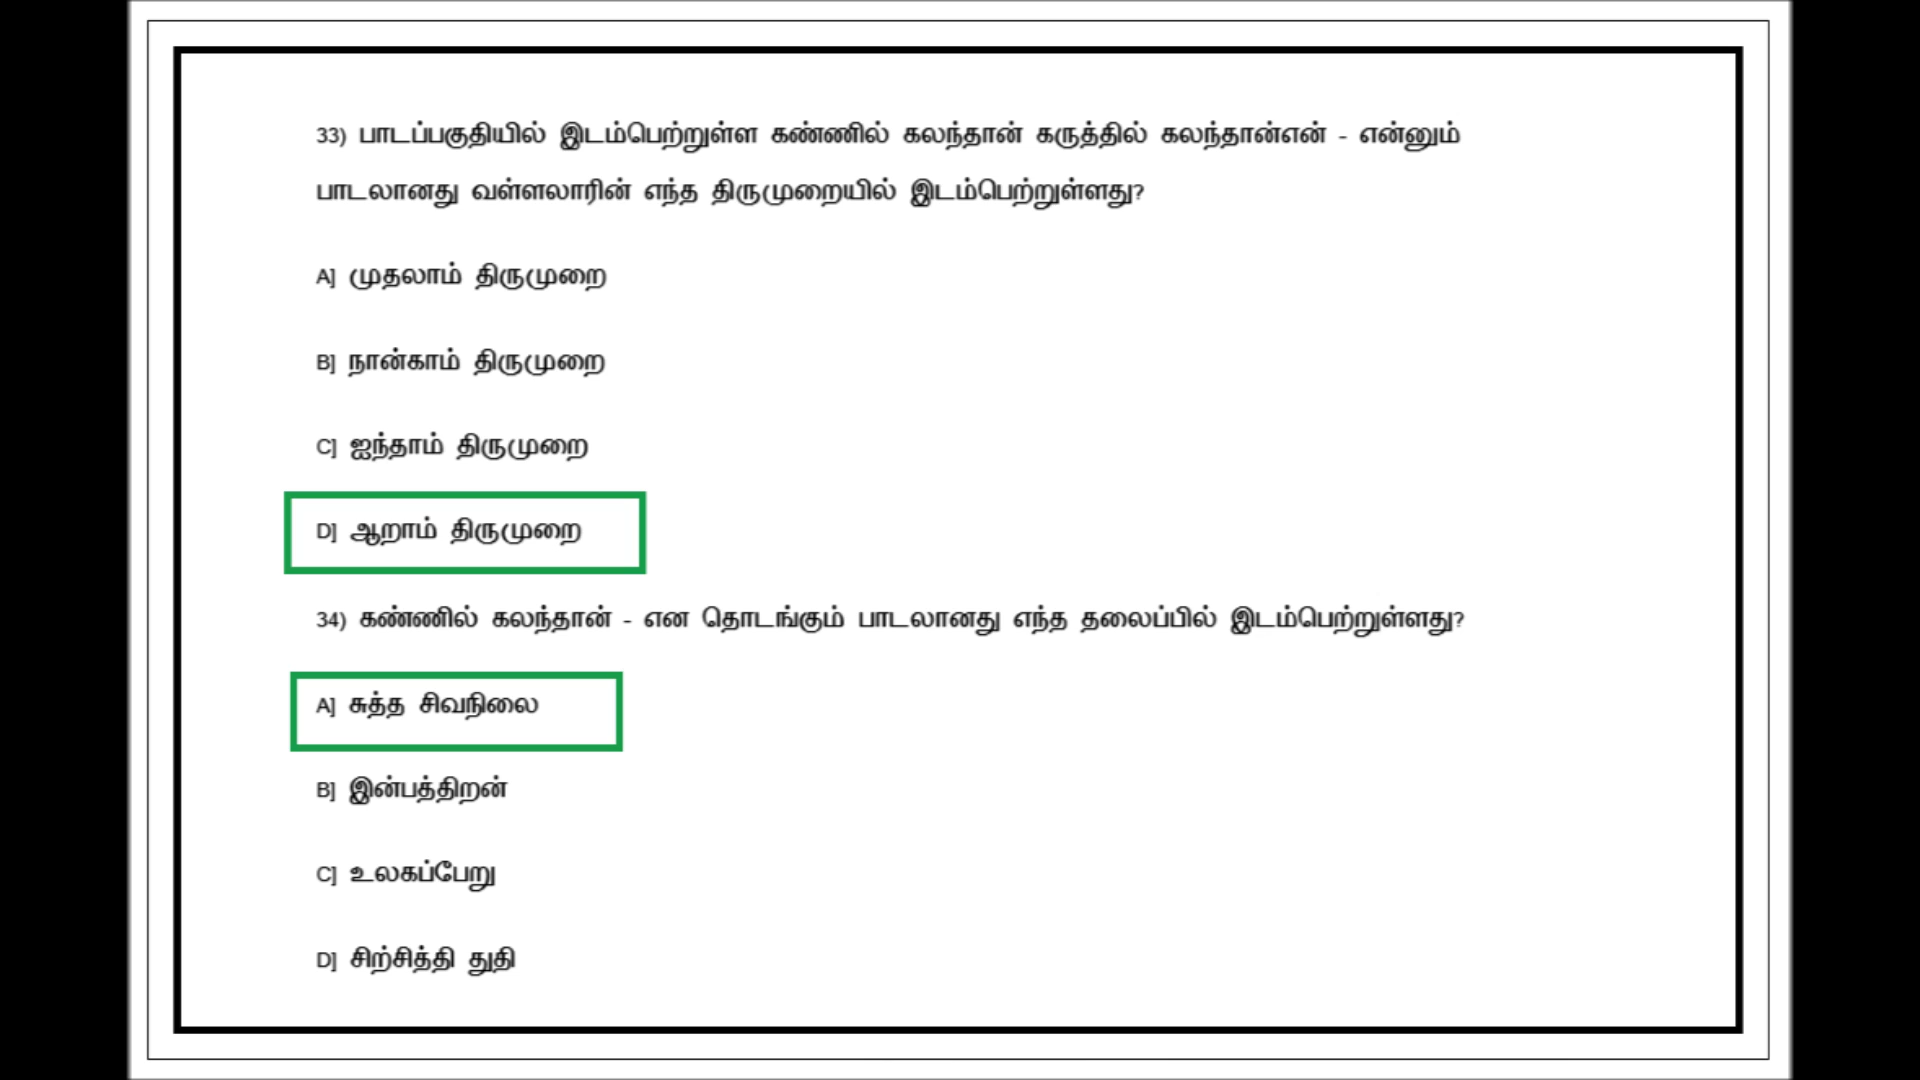 33) பாடப்பகுதியில் இடம்பெற்றுள்ள கண்ணில் கலந்தான் கருத்தில் கலந்தான்என் - என்னும்
பாடலானது வள்ளலாரின் எந்த திருமுறையில் இடம்பெற்றுள்ளது?
A] முதலாம் திருமுறை
B] நான்காம் திருமுறை
C] ஐந்தாம் திருமுறை
D] ஆறாம் திருமுறை
34) கண்ணில் கலந்தான் - என தொடங்கும் பாடலானது எந்த தலைப்பில் இடம்பெற்றுள்ளது?
A] சுத்த சிவநிலை
B] இன்பத்திறன்
C] உலகப்பேறு
D] சிற்சித்தி துதி